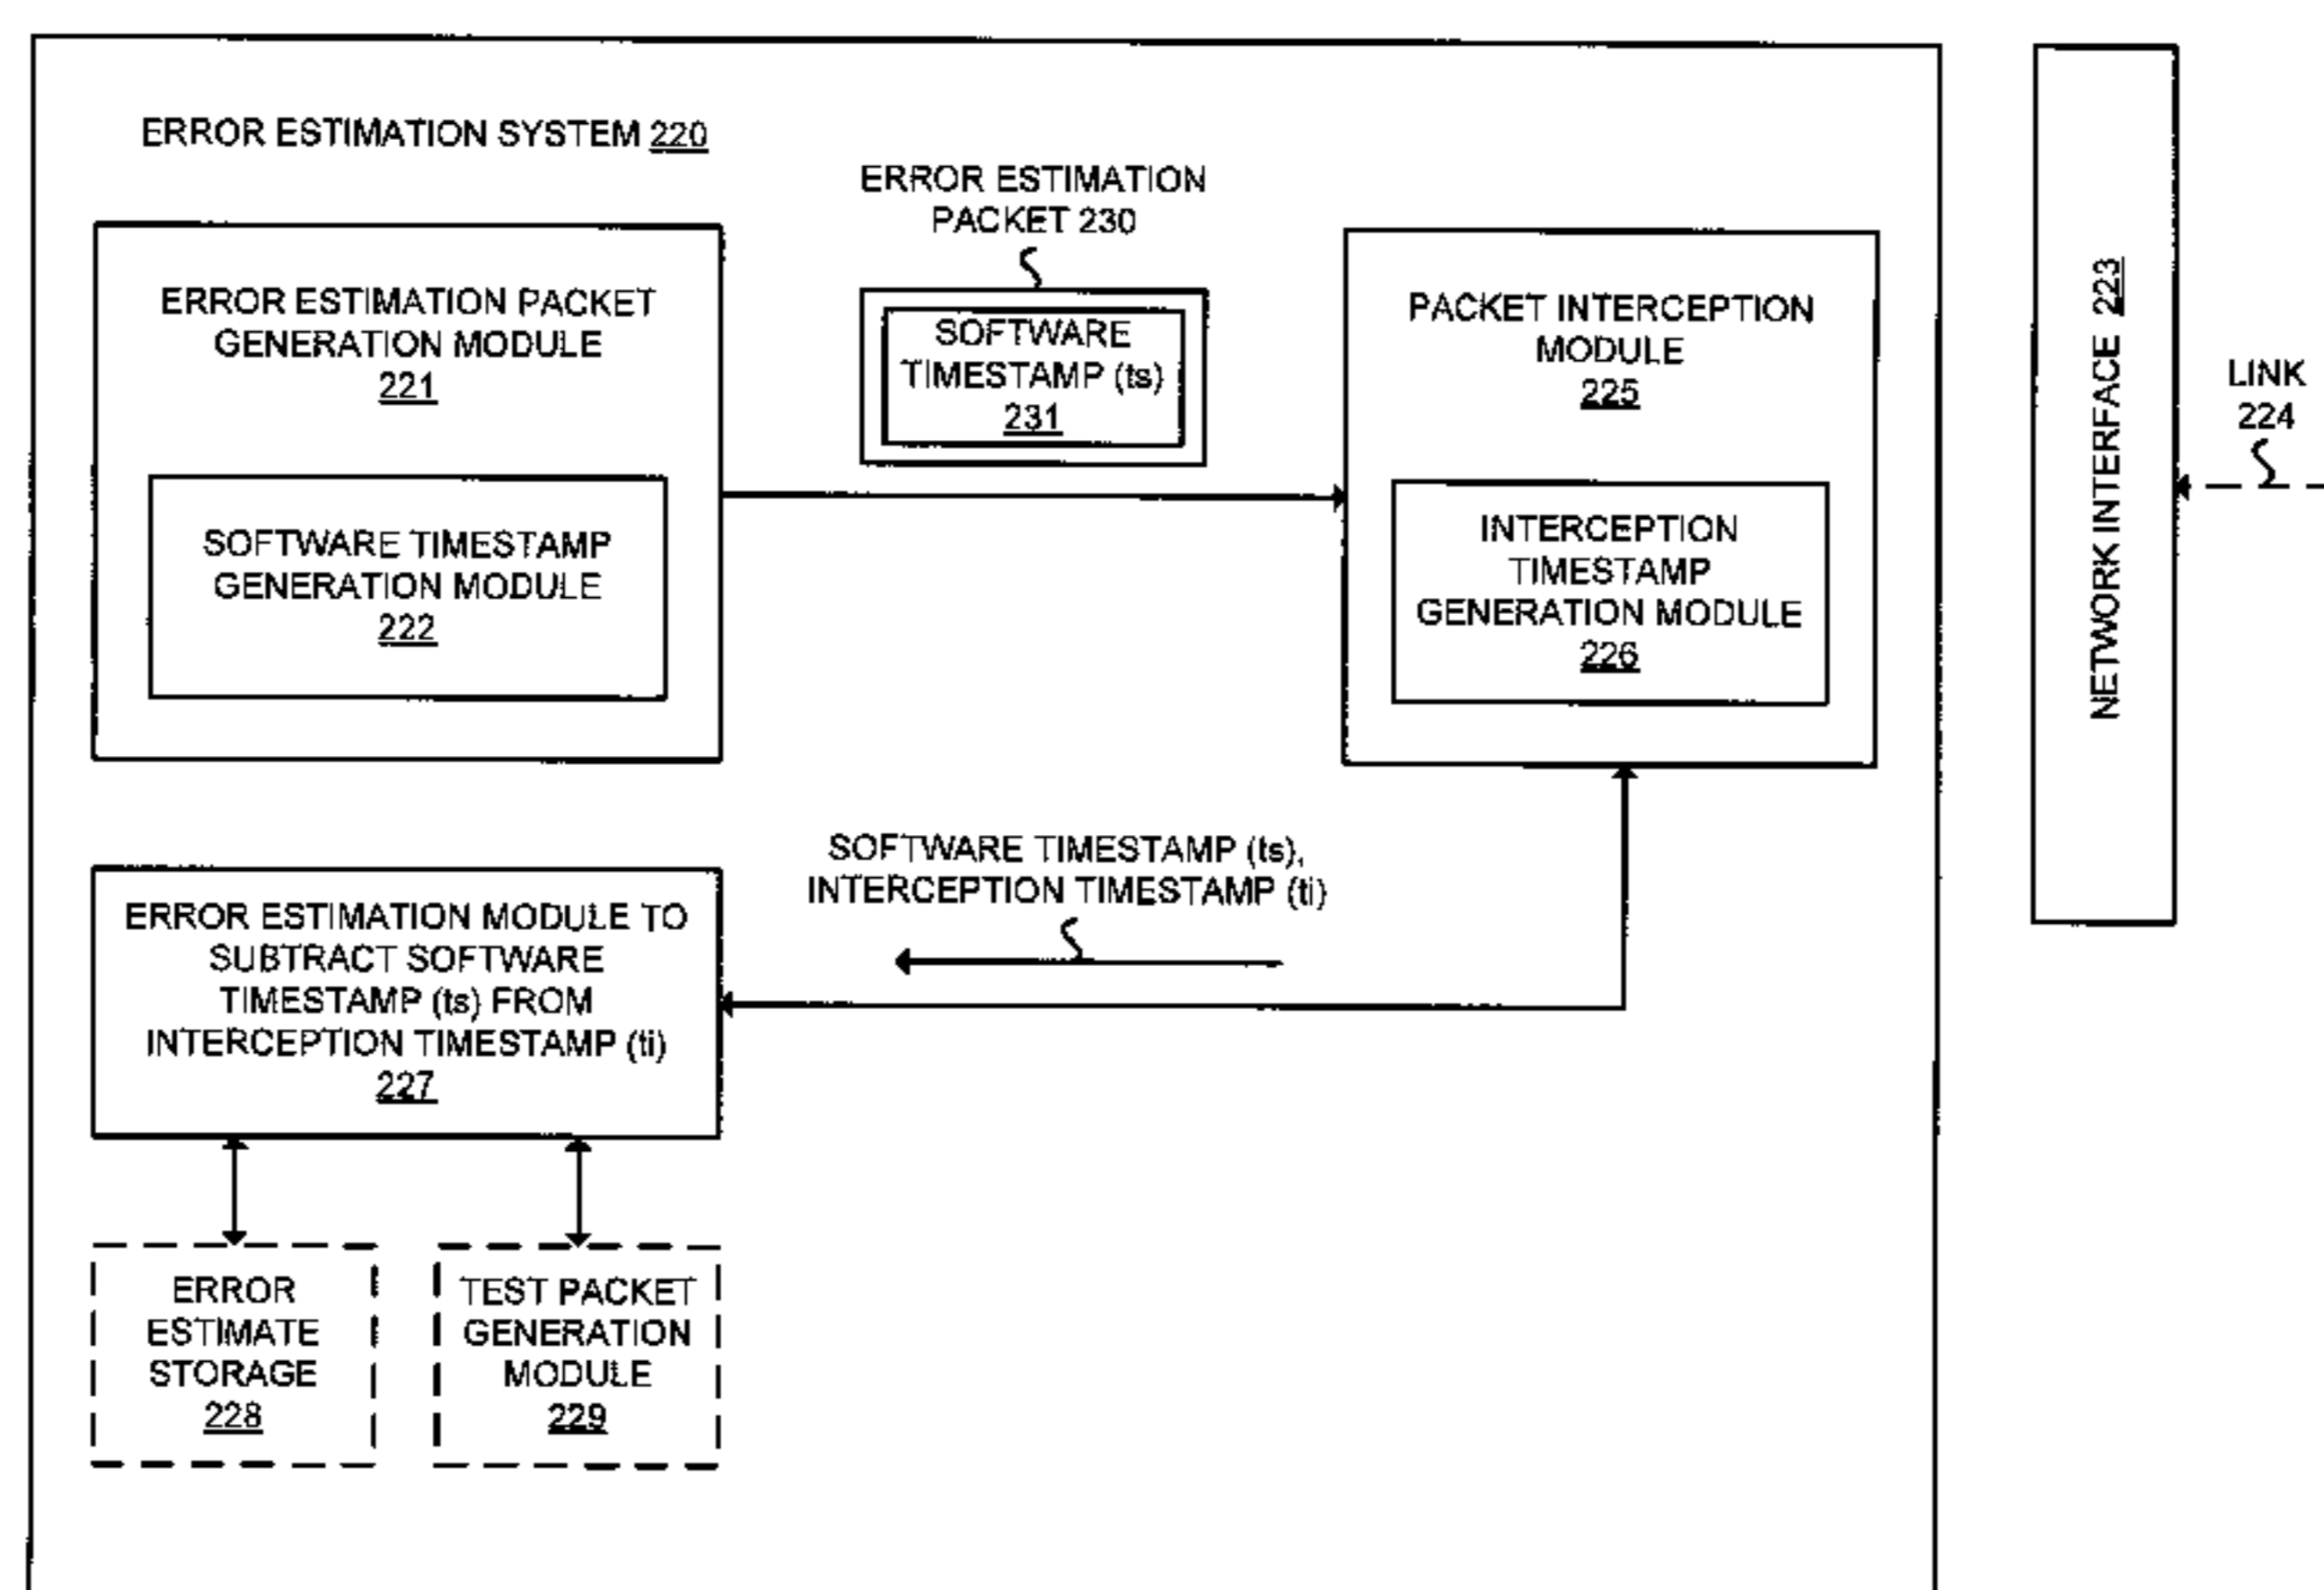 ERROR ESTIMATION SYSTEM 220
ERROR ESTIMATION PACKET
GENERATION MODULE
221
SOFTWARE TIMESTAMP
GENERATION MODULE
222
ERROR ESTIMATION
PACKET 230
SOFTWARE
TIMESTAMP (ts)
231
PACKET INTERCEPTION
MODULE
225
INTERCEPTION
TIMESTAMP
GENERATION MODULE
226
NETWORK INTERFACE 223
LINK
224
SOFTWARE TIMESTAMP (ts),
INTERCEPTION TIMESTAMP (ti)
ERROR ESTIMATION MODULE TO
SUBTRACT SOFTWARE
TIMESTAMP (ts) FROM
INTERCEPTION TIMESTAMP (ti)
227
ERROR
ESTIMATE
STORAGE
228
TEST PACKET
GENERATION
MODULE
229